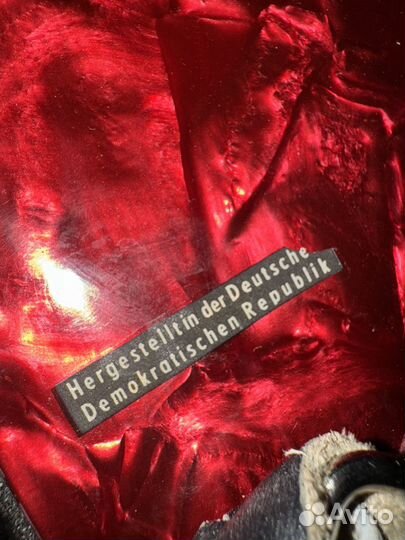 Hergestellt in der Deutsche
Demokratischen Republik
Avito